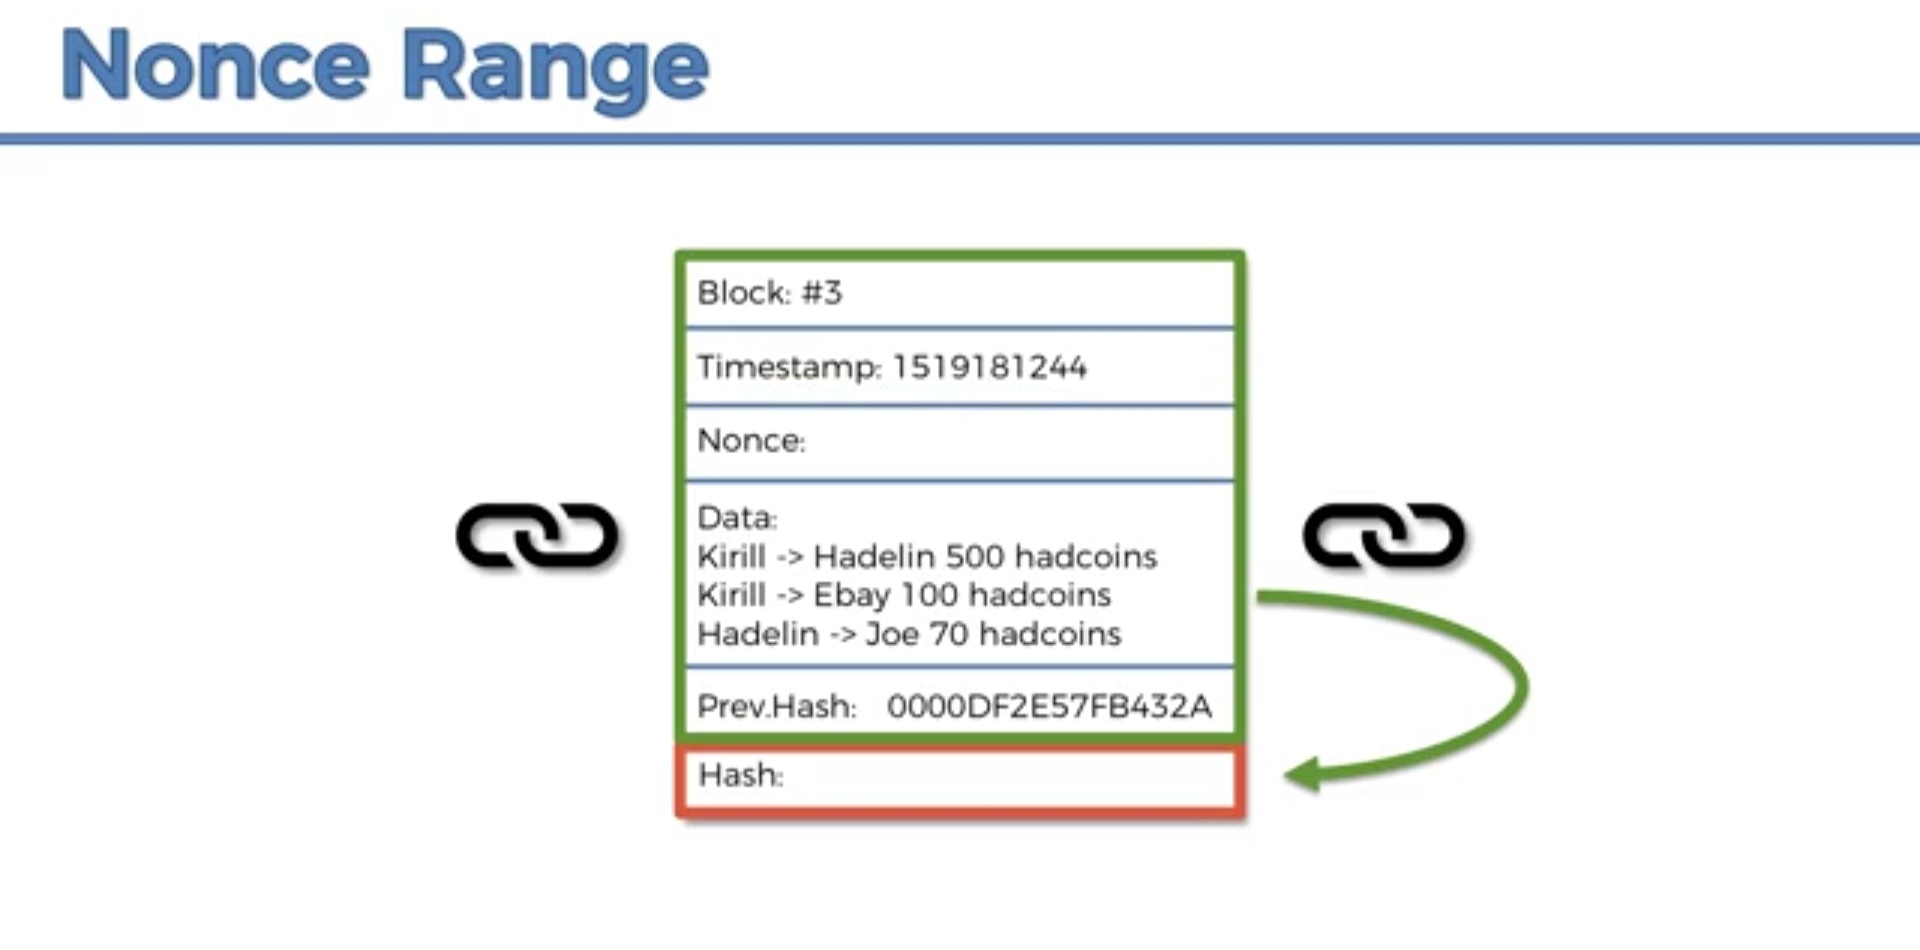 Nonce Range
Block: #3
Timestamp: 1519181244
Nonce:
Data:
Kirill -> Hadelin 500 hadcoins
Kirill -> Ebay 100 hadcoins
Hadelin -> Joe 70 hadcoins
Prev.Hash: 0000DF2E57FB432A
Hash: